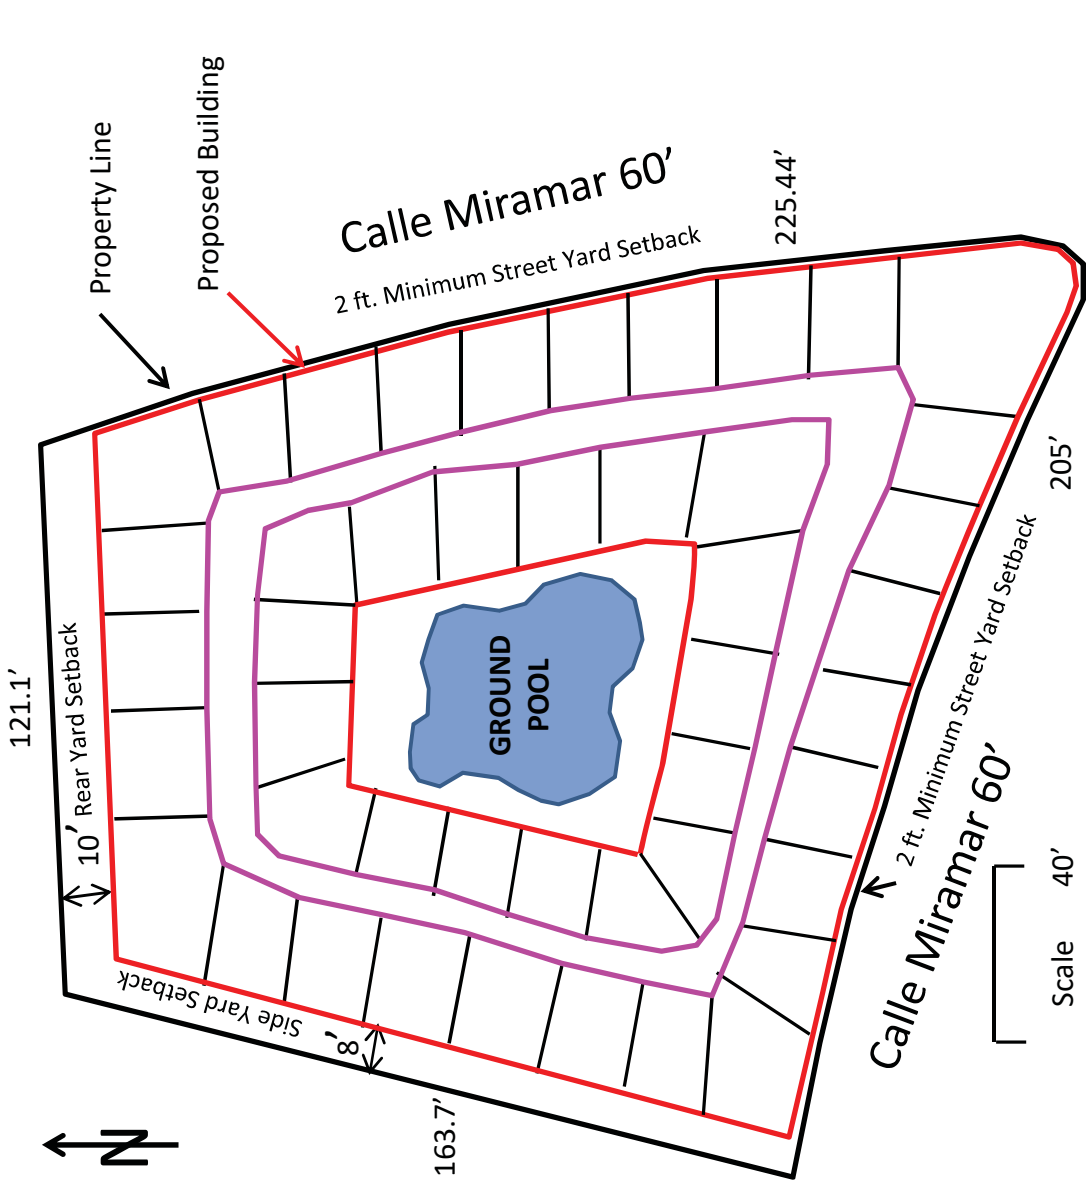 Property Line
Proposed Building
Calle Miramar 60’
2 ft. Minimum Street Yard Setback
225.44’
121.1’
10’ Rear Yard Setback
GROUND
POOL
205’
2 ft. Minimum Street Yard Setback
Calle Miramar 60’
Side Yard Setback
8’
163.7’
N
Scale 40’